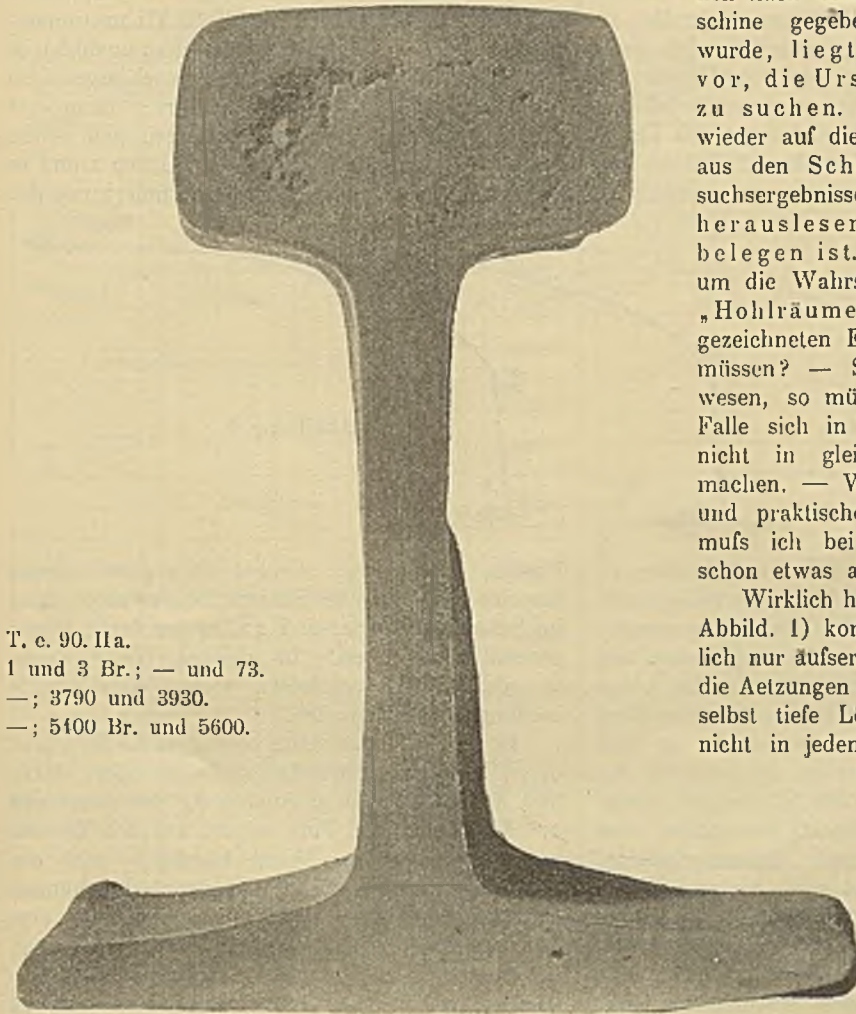 T. c. 90. IIa.
1 und 3 Br.; — und 73.
—; 3790 und 3930.
—; 5100 Br. und 5600.
schine gegebe
wurde, liegt
vor, die Urs
zu suchen.
wieder auf die
aus den Sch
suchsergebnisse
herauslesen
belegen ist.
um die Wahrs
„Hohlräume
gezeichneten E
müssen? — S
wesen, so mü
Falle sich in
nicht in glei
machen. — V
und praktische
mufs ich bei
schon etwas a
Wirklich h
Abbild. 1) kor
lich nur äufser
die Aetzungen
selbst tiefe Lo
nicht in jeden